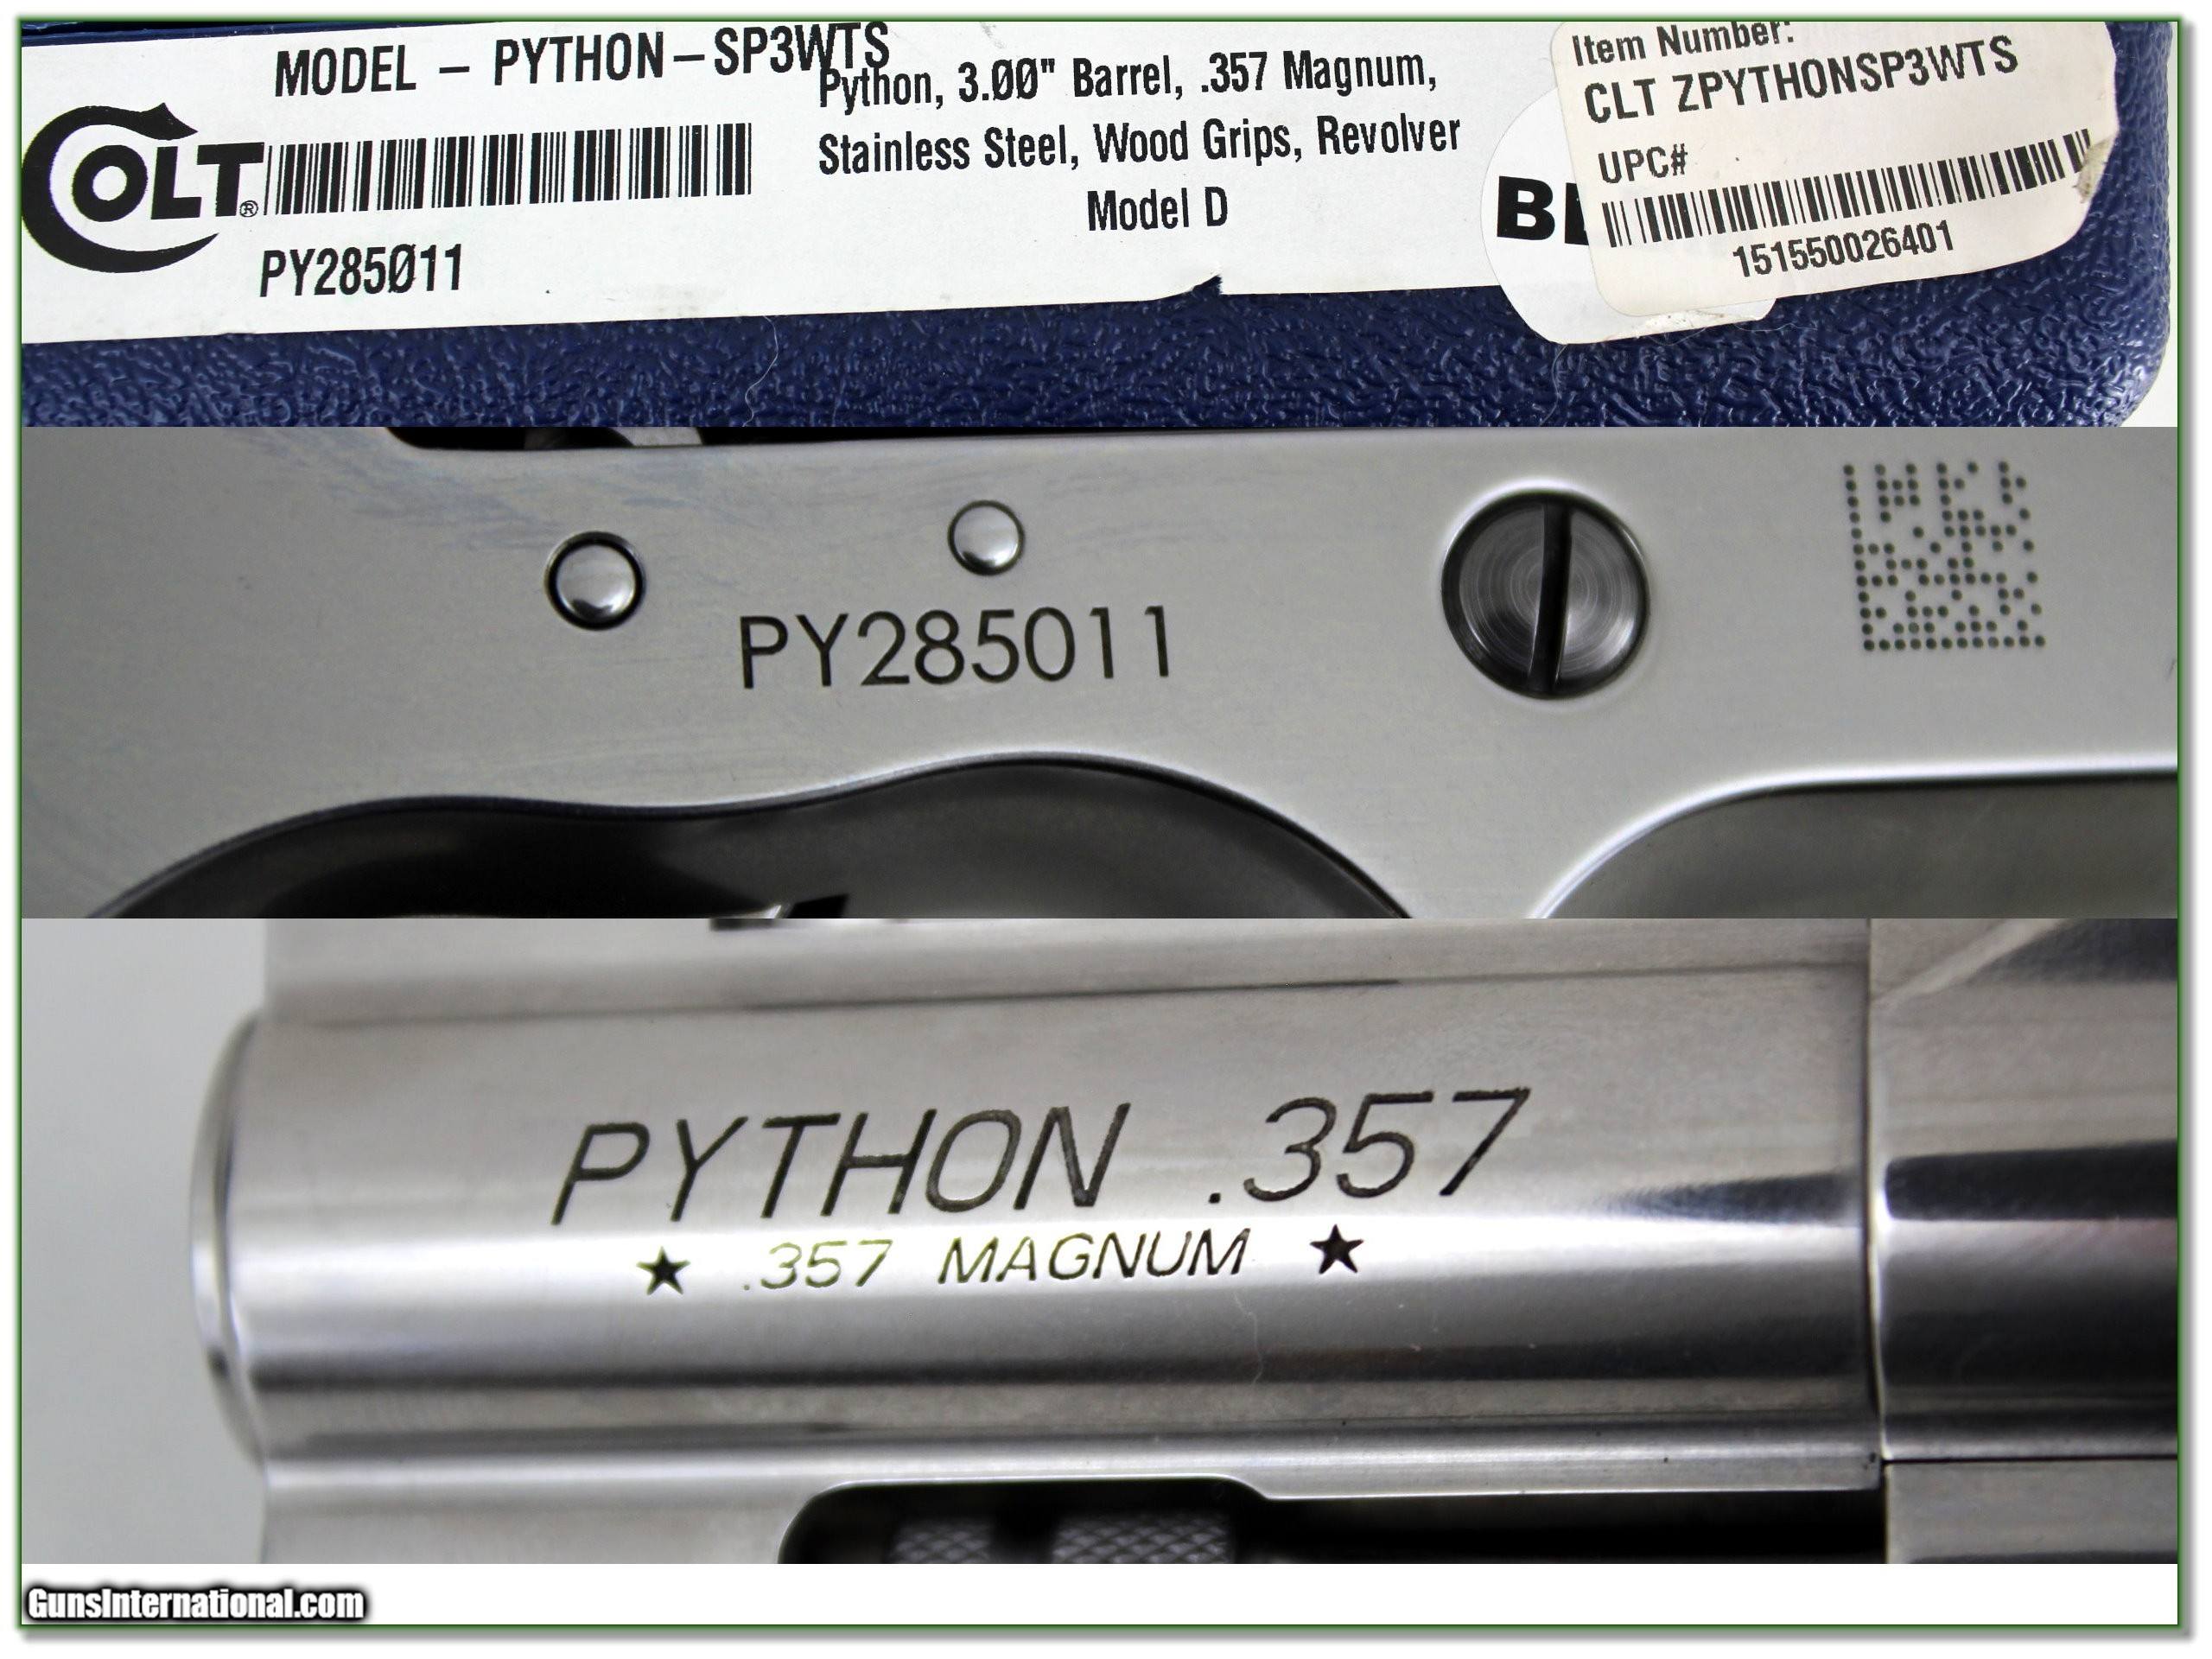 MODEL – PYTHON–SP3WTS
COLT®
PY285011
Python, 3.00" Barrel, .357 Magnum,
Stainless Steel, Wood Grips, Revolver
Model D
Item Number:
CLT ZPYTHONSP3WTS
UPC#
151550026401
PY285011
PYTHON .357
★ .357 MAGNUM ★
GunsInternational.com